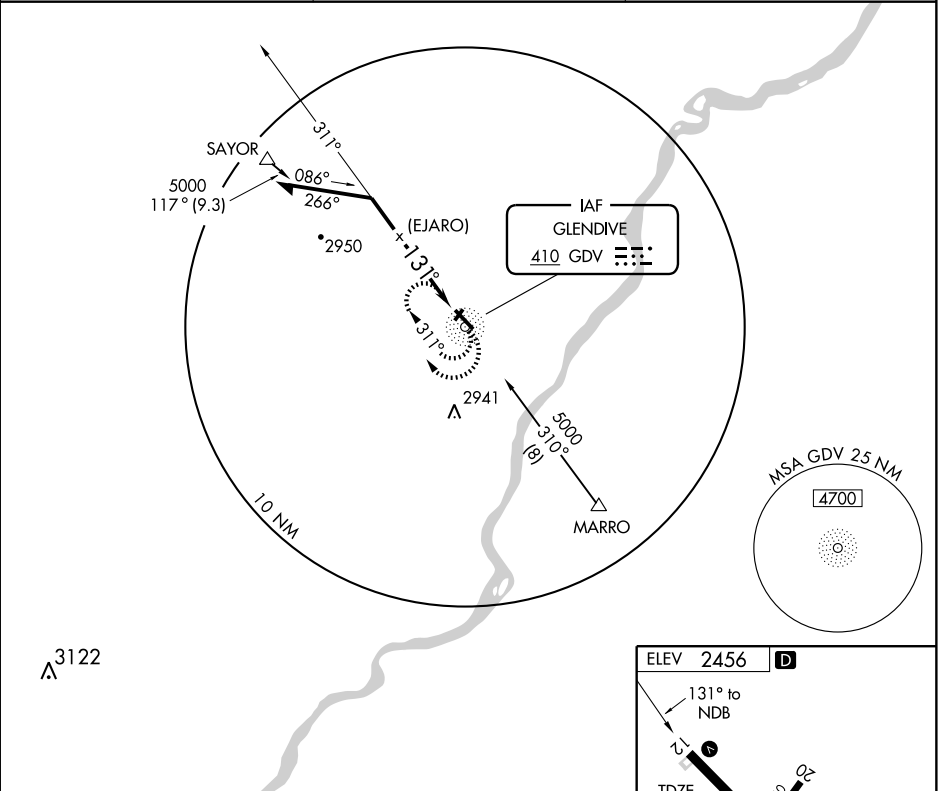 311°
SAYOR
086°
5000
117° (9.3)
266°
(EJARO)
2950
131°
IAF
GLENDIVE
410 GDV
311°
2941
5000
310°
(8)
MARRO
10 NM
MSA GDV 25 NM
4700
3122
ELEV 2456 D
131° to
NDB
12
V
20
TDZE